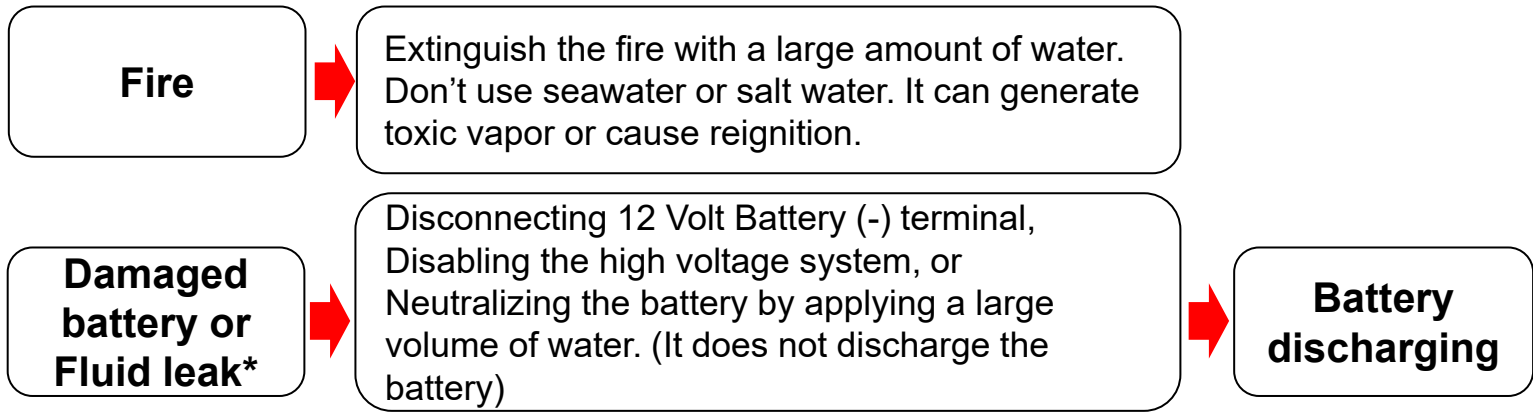 Fire
Extinguish the fire with a large amount of water.
Don’t use seawater or salt water. It can generate
toxic vapor or cause reignition.
Damaged
battery or
Fluid leak*
Disconnecting 12 Volt Battery (-) terminal,
Disabling the high voltage system, or
Neutralizing the battery by applying a large
volume of water. (It does not discharge the
battery)
Battery
discharging